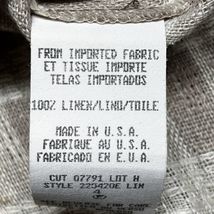 FROM IMPORTED FABRIC
ET TISSUE IMPORTE
TELAS IMPORTADOS
100% LINEN/LINO/TOILE
MADE IN U.S.A.
FABRIQUE AU U.S.A.
FABRICADO EN E.U.A.
CUT 07791 LOT H
STYLE 223420E LIN
4